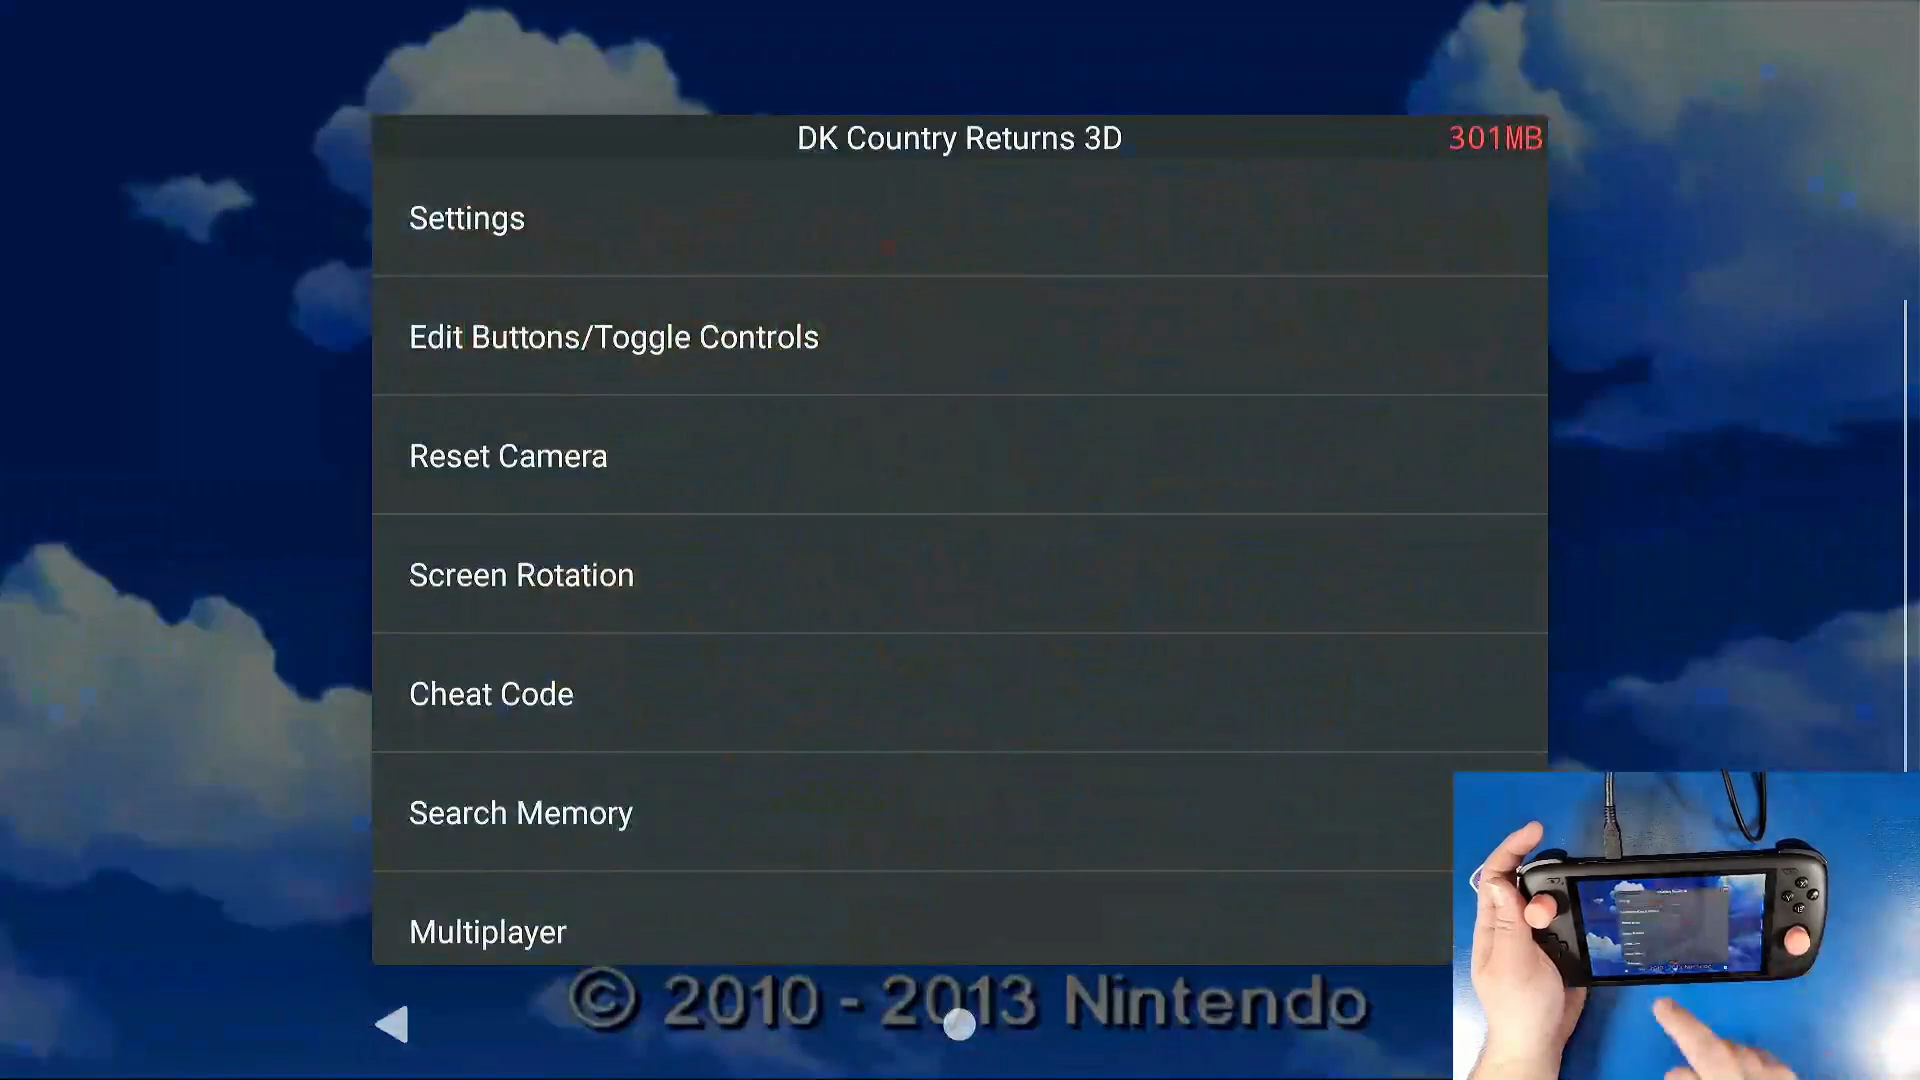 DK Country Returns 3D 301MB
Settings
Edit Buttons/Toggle Controls
Reset Camera
Screen Rotation
Cheat Code
Search Memory
Multiplayer
© 2010 - 2013 Nintendo